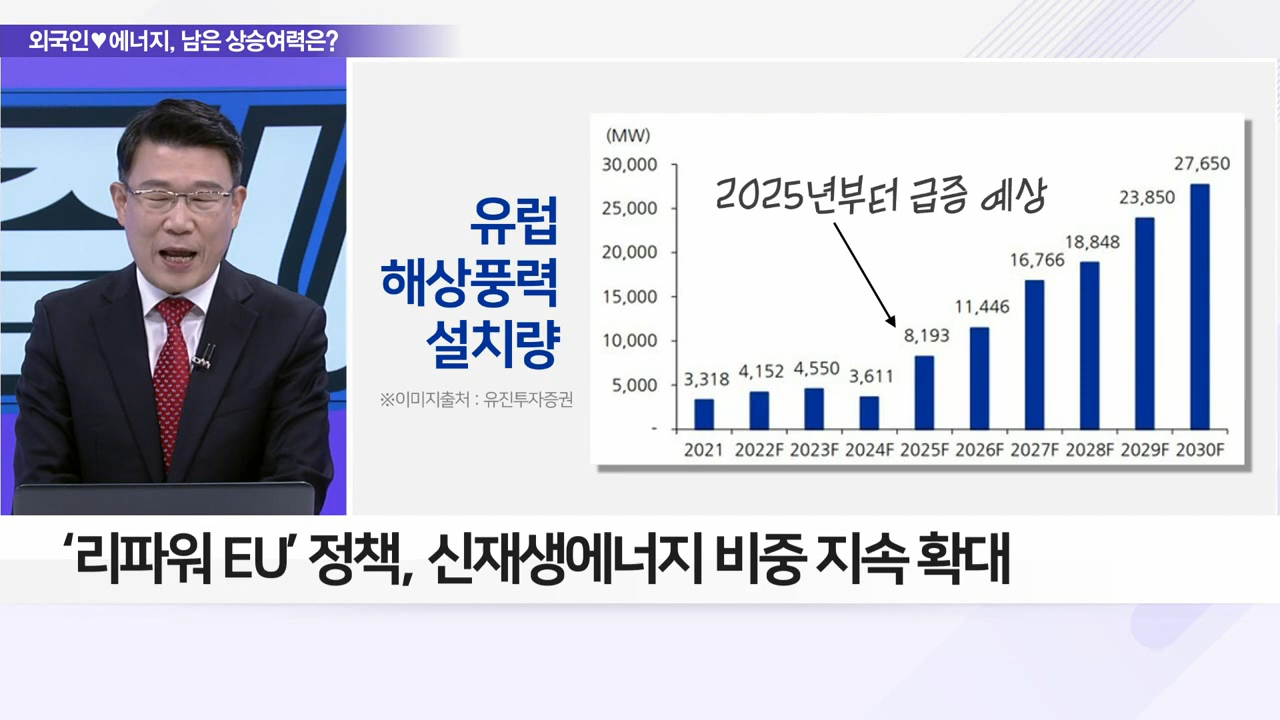 외국인♥에너지, 남은 상승여력은?
유럽
해상풍력
설치량
※이미지출처 : 유진투자증권
(MW)
30,000
25,000
20,000
15,000
10,000
5,000
-
2025년부터 급증 예상
3,318
4,152
4,550
3,611
8,193
11,446
16,766
18,848
23,850
27,650
2021 2022F 2023F 2024F 2025F 2026F 2027F 2028F 2029F 2030F
‘리파워 EU’ 정책, 신재생에너지 비중 지속 확대